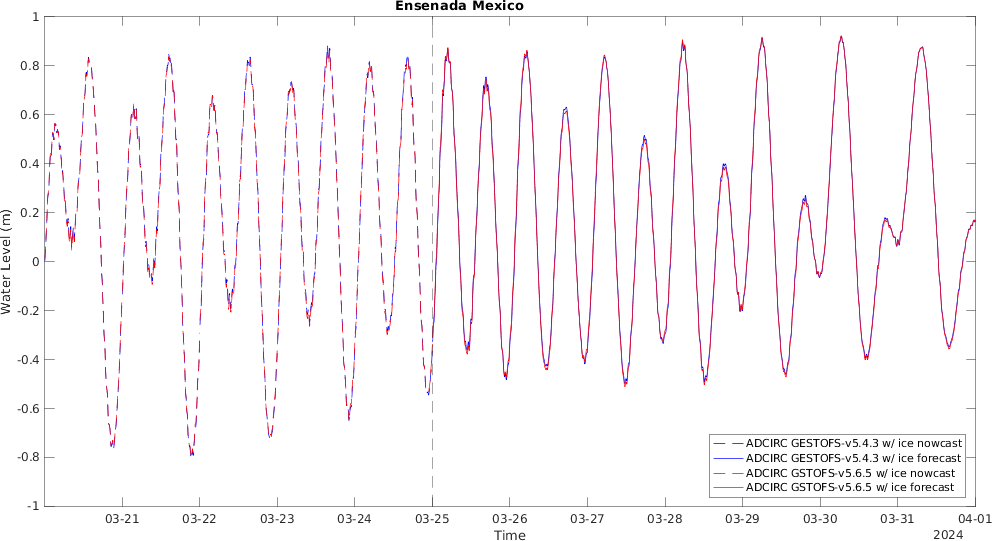 Ensenada Mexico
1
0.8
0.6
0.4
0.2
0
-0.2
-0.4
-0.6
-0.8
-1
Water Level (m)
ADCIRC GESTOFS-v5.4.3 w/ ice nowcast
ADCIRC GESTOFS-v5.4.3 w/ ice forecast
ADCIRC GSTOFS-v5.6.5 w/ ice nowcast
ADCIRC GSTOFS-v5.6.5 w/ ice forecast
03-21 03-22 03-23 03-24 03-25 03-26 03-27 03-28 03-29 03-30 03-31 04-01
Time
2024